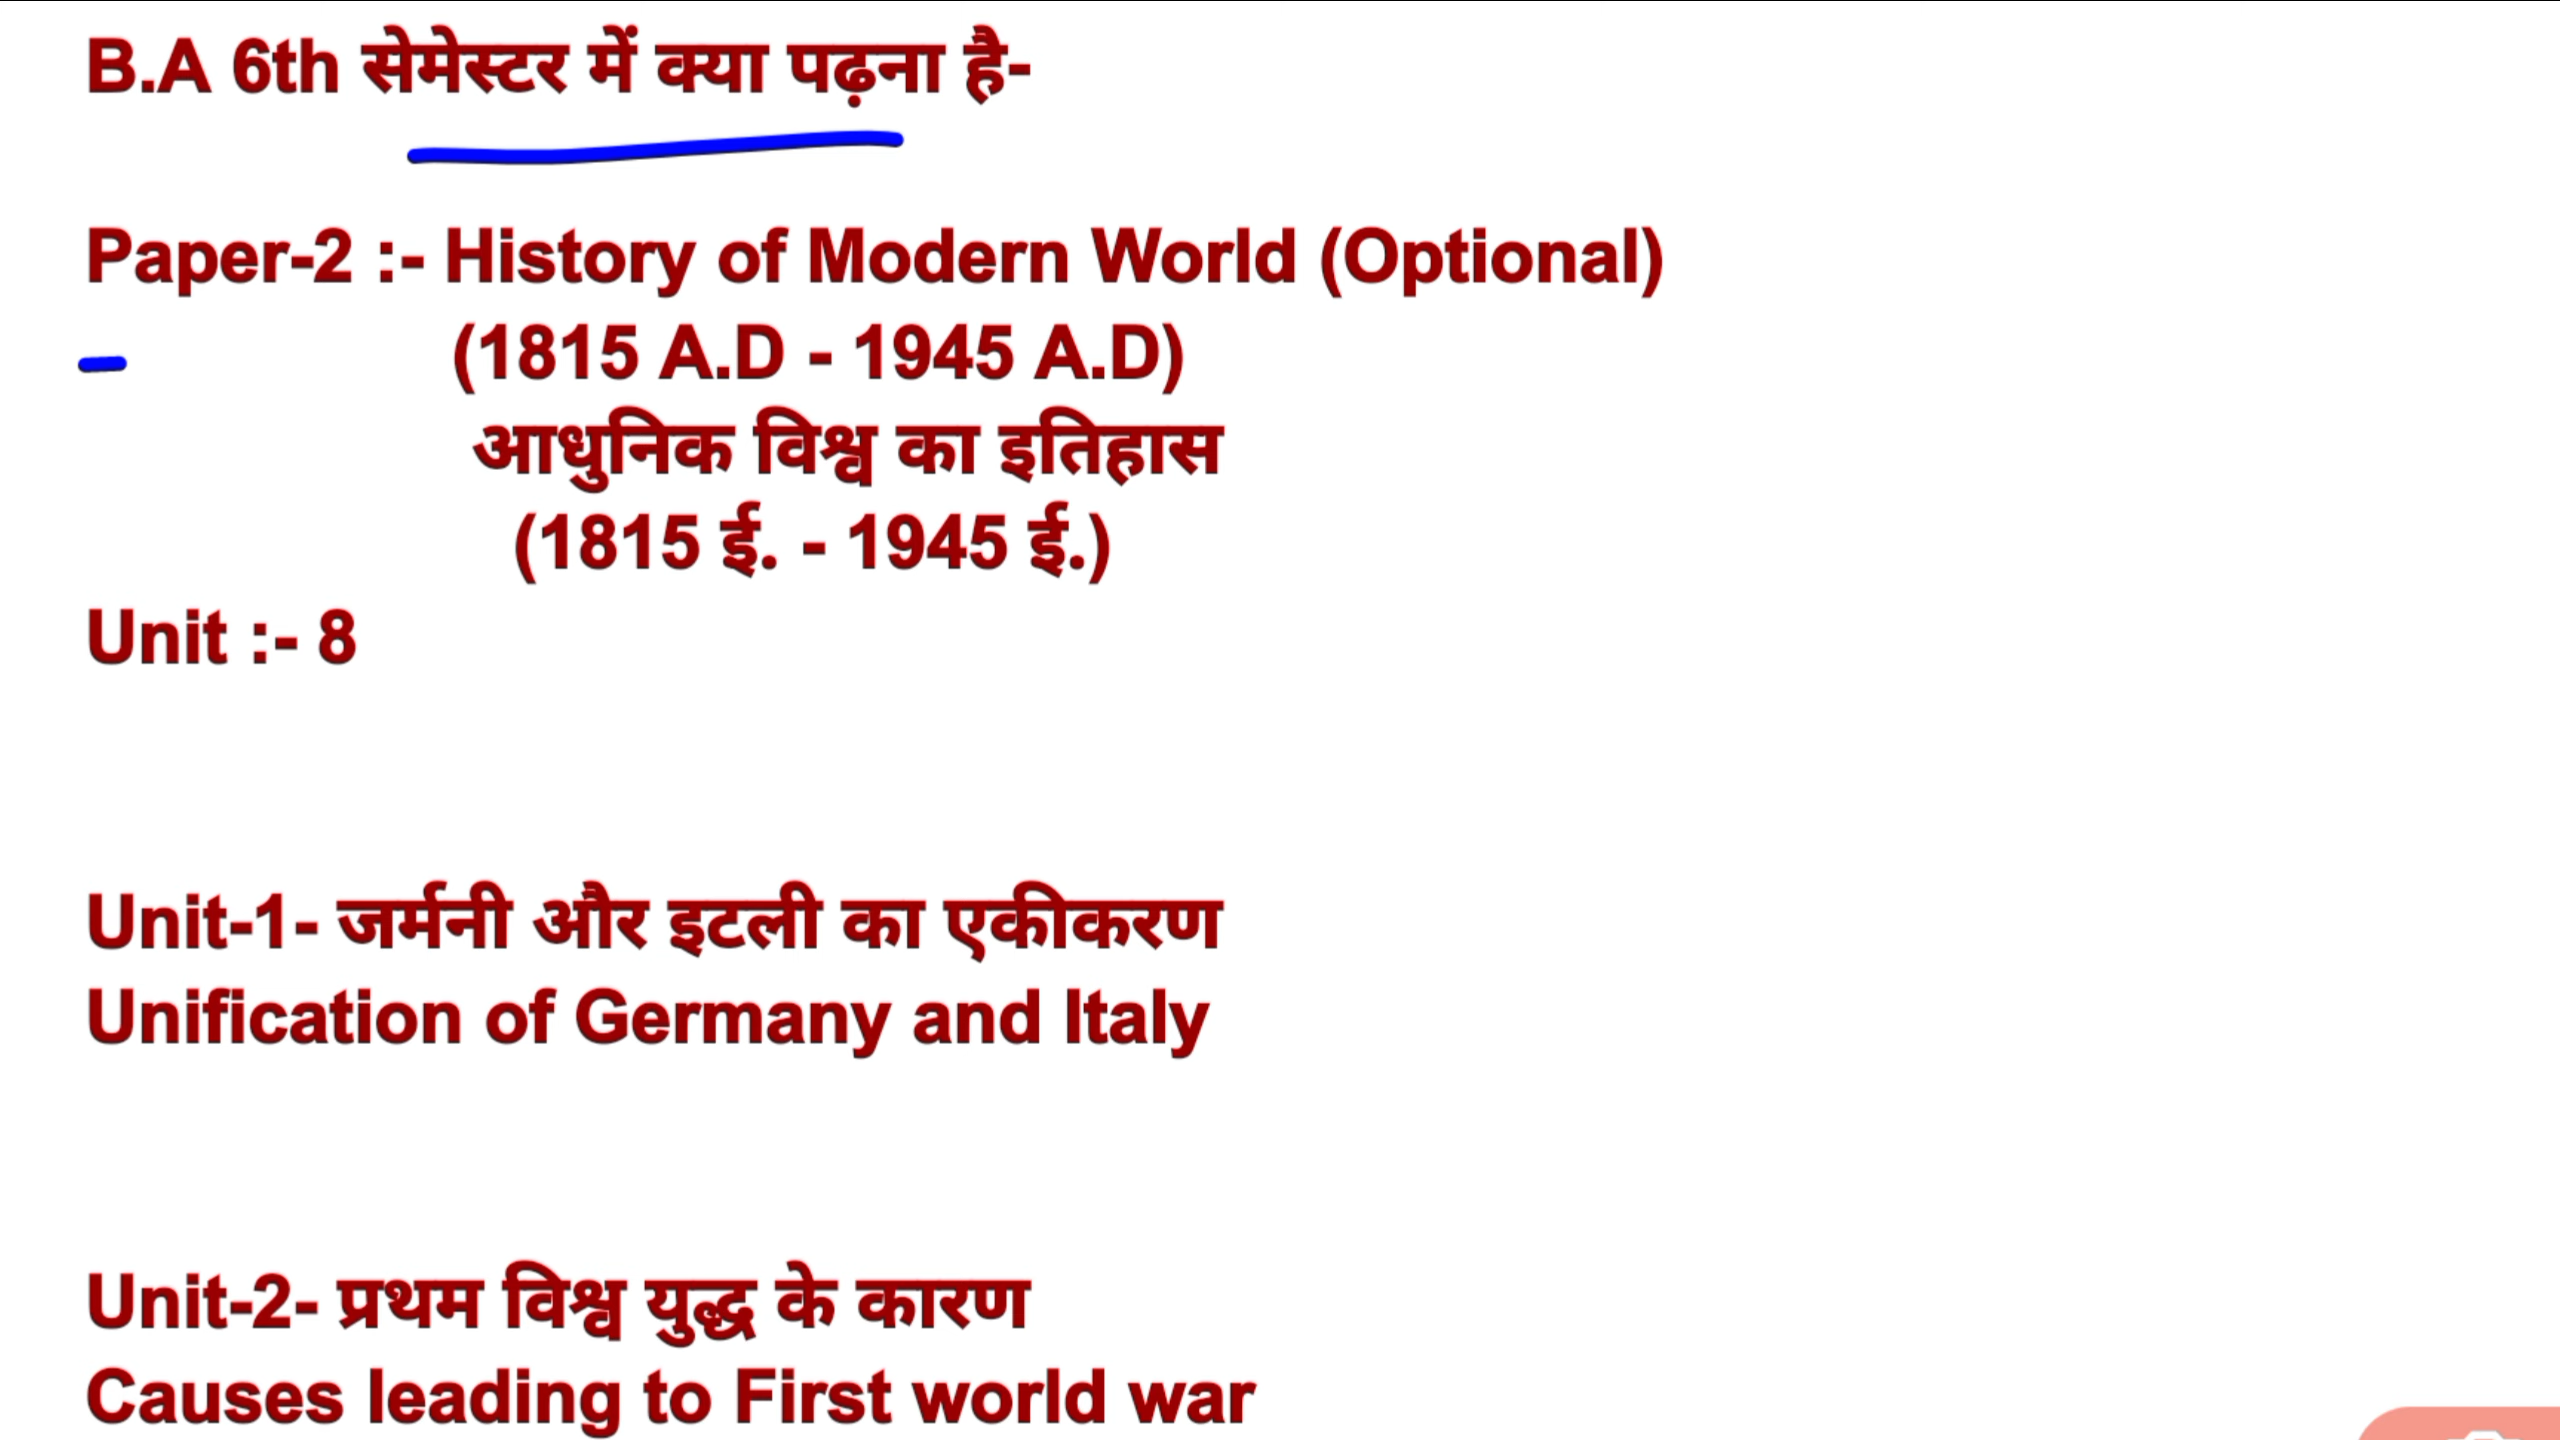 B.A 6th सेमेस्टर में क्या पढ़ना है-
Paper-2 :- History of Modern World (Optional)
(1815 A.D - 1945 A.D)
आधुनिक विश्व का इतिहास
(1815 ई. - 1945 ई.)
Unit :- 8
Unit-1- जर्मनी और इटली का एकीकरण
Unification of Germany and Italy
Unit-2- प्रथम विश्व युद्ध के कारण
Causes leading to First world war